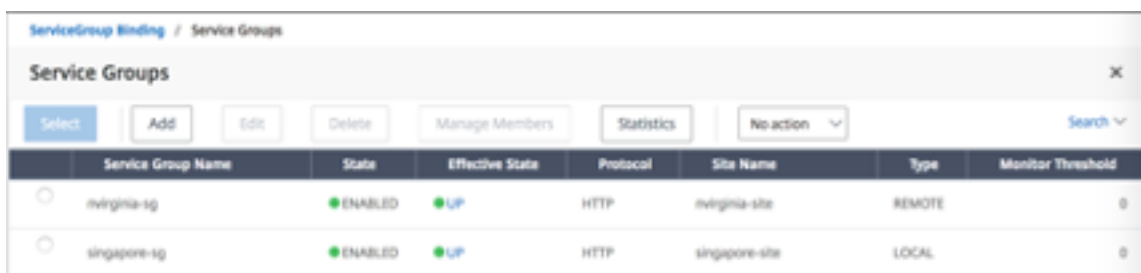 ServiceGroup Binding / Service Groups
Service Groups ×
Select Add Edit Delete Manage Members Statistics No action Search
Service Group Name State Effective State Protocol Site Name Type Monitor Threshold
nvirginia-sg ENABLED UP HTTP nvirginia-site REMOTE 0
singapore-sg ENABLED UP HTTP singapore-site LOCAL 0